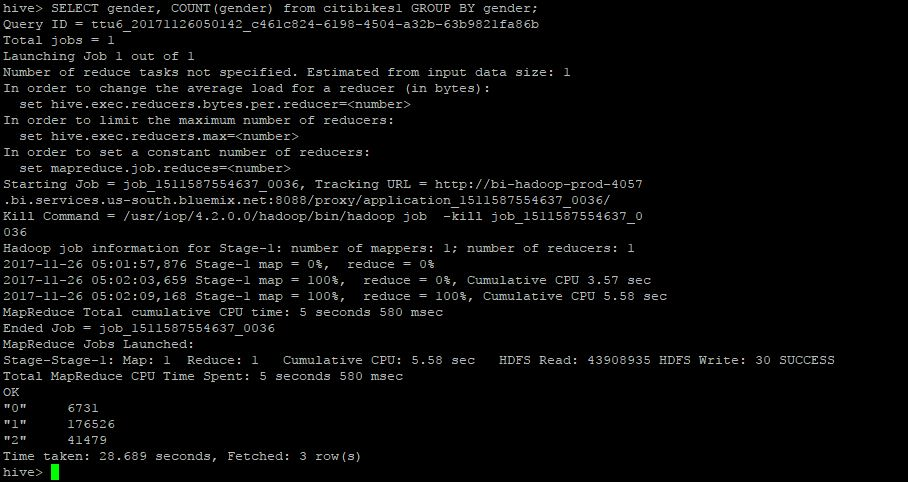 hive> SELECT gender, COUNT(gender) from citibikes1 GROUP BY gender;
Query ID = ttu6_20171126050142_c461c824-6198-4504-a32b-63b9821fa86b
Total jobs = 1
Launching Job 1 out of 1
Number of reduce tasks not specified. Estimated from input data size: 1
In order to change the average load for a reducer (in bytes):
  set hive.exec.reducers.bytes.per.reducer=<number>
In order to limit the maximum number of reducers:
  set hive.exec.reducers.max=<number>
In order to set a constant number of reducers:
  set mapreduce.job.reduces=<number>
Starting Job = job_1511587554637_0036, Tracking URL = http://bi-hadoop-prod-4057
.bi.services.us-south.bluemix.net:8088/proxy/application_1511587554637_0036/
Kill Command = /usr/iop/4.2.0.0/hadoop/bin/hadoop job  -kill job_1511587554637_0
036
Hadoop job information for Stage-1: number of mappers: 1; number of reducers: 1
2017-11-26 05:01:57,876 Stage-1 map = 0%,  reduce = 0%
2017-11-26 05:02:03,659 Stage-1 map = 100%,  reduce = 0%, Cumulative CPU 3.57 sec
2017-11-26 05:02:09,168 Stage-1 map = 100%,  reduce = 100%, Cumulative CPU 5.58 sec
MapReduce Total cumulative CPU time: 5 seconds 580 msec
Ended Job = job_1511587554637_0036
MapReduce Jobs Launched:
Stage-Stage-1: Map: 1  Reduce: 1   Cumulative CPU: 5.58 sec   HDFS Read: 43908935 HDFS Write: 30 SUCCESS
Total MapReduce CPU Time Spent: 5 seconds 580 msec
OK
"0"     6731
"1"     176526
"2"     41479
Time taken: 28.689 seconds, Fetched: 3 row(s)
hive>